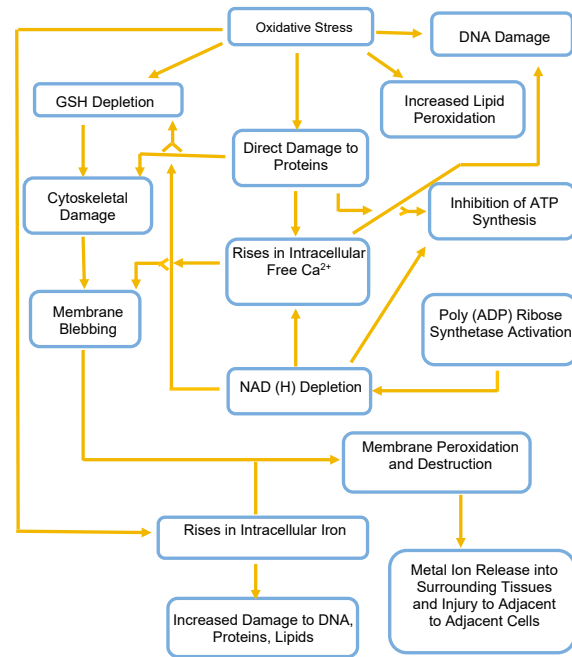 Oxidative Stress
DNA Damage
GSH Depletion
Increased Lipid
Peroxidation
Direct Damage to
Proteins
Cytoskeletal
Damage
Inhibition of ATP
Synthesis
Rises in Intracellular
Free Ca²⁺
Membrane
Blebbing
Poly (ADP) Ribose
Synthetase Activation
NAD (H) Depletion
Membrane Peroxidation
and Destruction
Rises in Intracellular Iron
Metal Ion Release into
Surrounding Tissues
and Injury to Adjacent
to Adjacent Cells
Increased Damage to DNA,
Proteins, Lipids